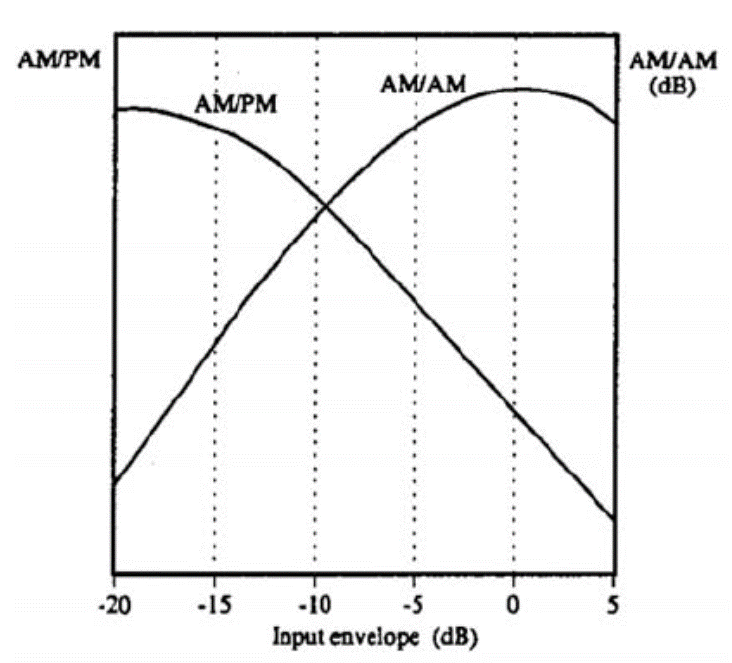 AM/PM
AM/AM
(dB)
AM/PM
AM/AM
-20 -15 -10 -5 0 5
Input envelope (dB)